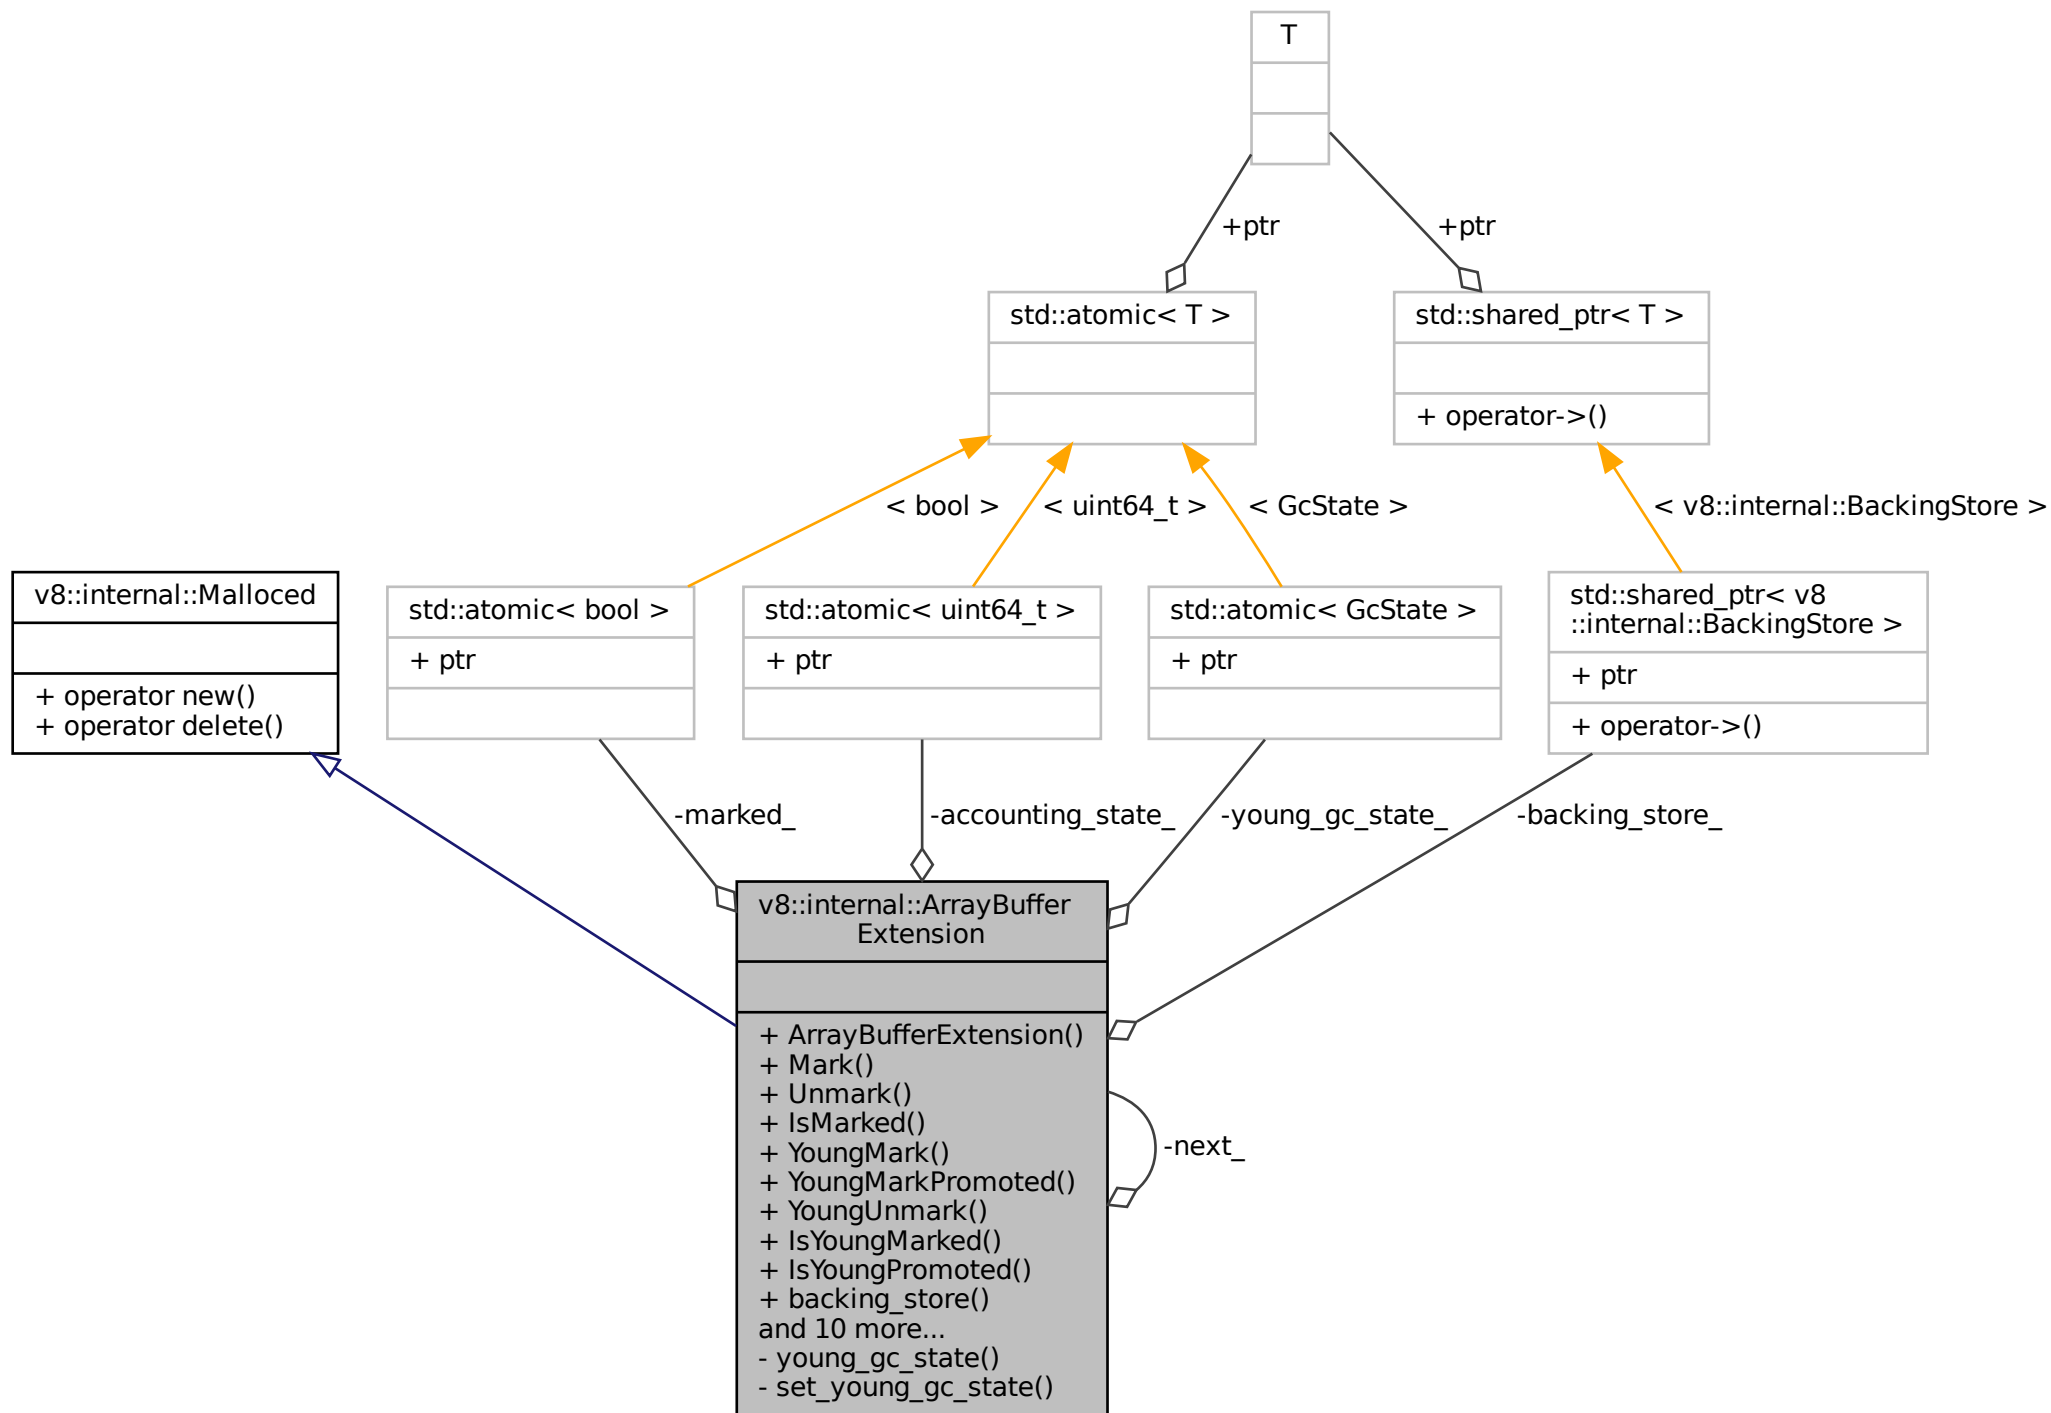 T
+ptr
+ptr
std::atomic< T >
std::shared_ptr< T >
+ operator->()
< bool >
< uint64_t >
< GcState >
< v8::internal::BackingStore >
v8::internal::Malloced
+ operator new()
+ operator delete()
std::atomic< bool >
+ ptr
std::atomic< uint64_t >
+ ptr
std::atomic< GcState >
+ ptr
std::shared_ptr< v8
::internal::BackingStore >
+ ptr
+ operator->()
-marked_
-accounting_state_
-young_gc_state_
-backing_store_
v8::internal::ArrayBuffer
Extension
+ ArrayBufferExtension()
+ Mark()
+ Unmark()
+ IsMarked()
+ YoungMark()
+ YoungMarkPromoted()
+ YoungUnmark()
+ IsYoungMarked()
+ IsYoungPromoted()
+ backing_store()
and 10 more...
- young_gc_state()
- set_young_gc_state()
-next_